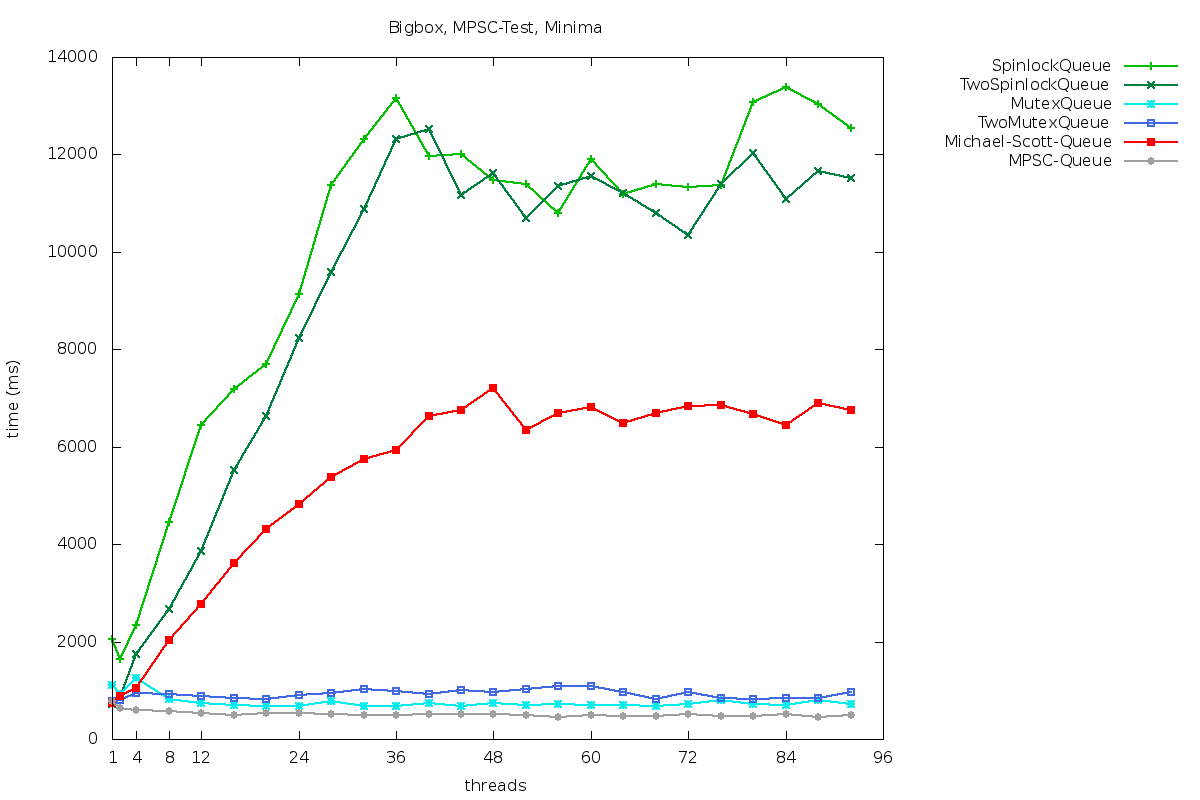 Bigbox, MPSC-Test, Minima
SpinlockQueue
TwoSpinlockQueue
MutexQueue
TwoMutexQueue
Michael-Scott-Queue
MPSC-Queue
14000
12000
10000
8000
6000
4000
2000
0
time (ms)
1 4 8 12 24 36 48 60 72 84 96
threads